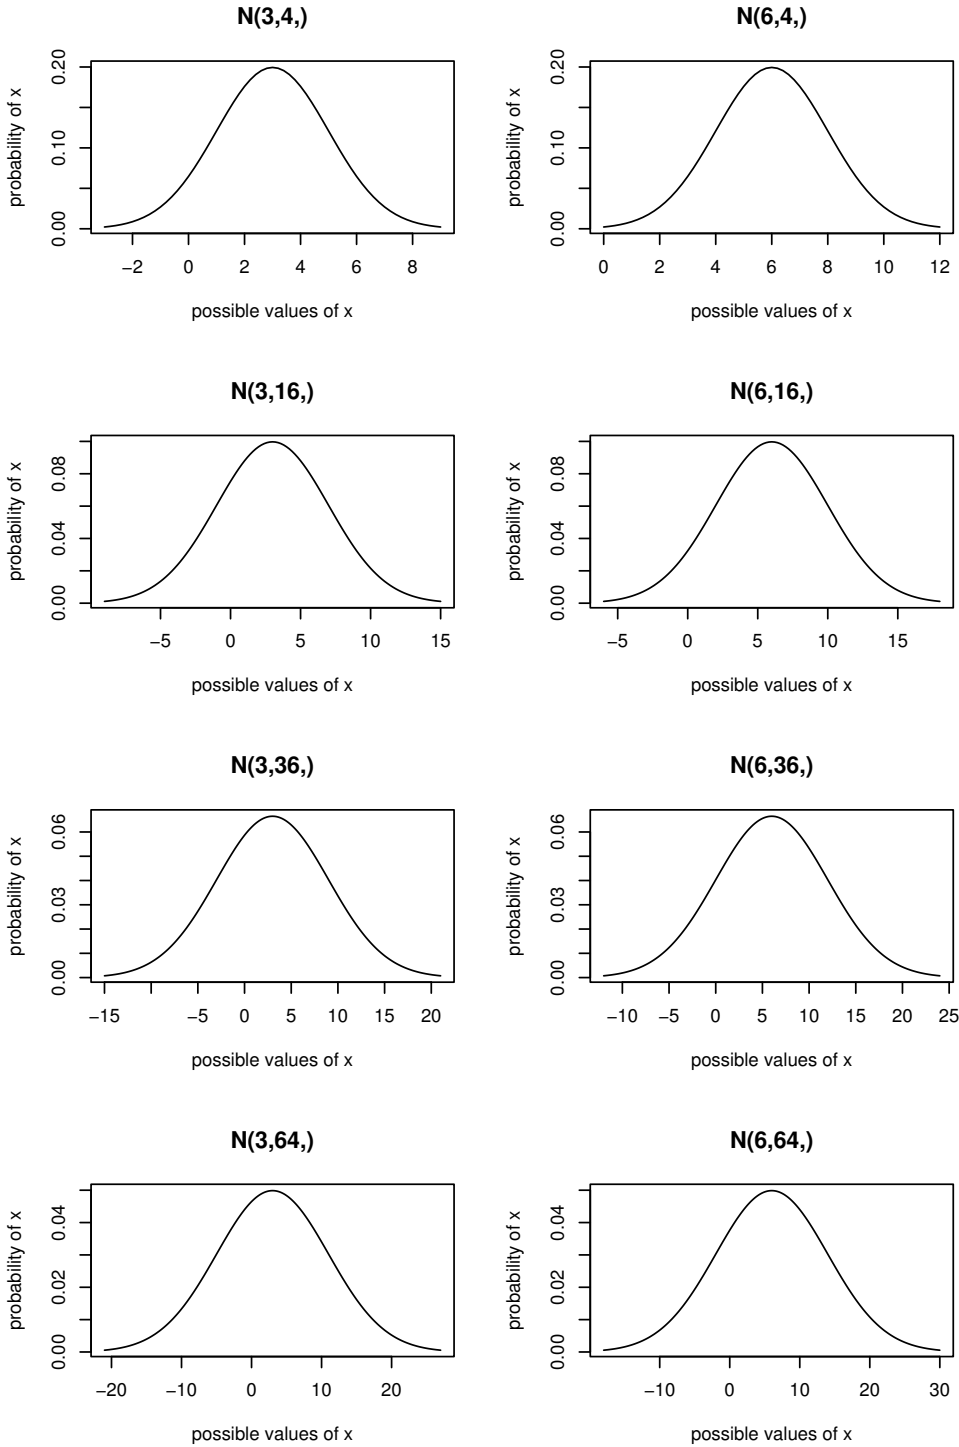 N(3,4,)
probability of x
0.00 0.10 0.20
−2 0 2 4 6 8
possible values of x
N(6,4,)
probability of x
0.00 0.10 0.20
0 2 4 6 8 10 12
possible values of x
N(3,16,)
probability of x
0.00 0.04 0.08
−5 0 5 10 15
possible values of x
N(6,16,)
probability of x
0.00 0.04 0.08
−5 0 5 10 15
possible values of x
N(3,36,)
probability of x
0.00 0.03 0.06
−15 −5 0 5 10 15 20
possible values of x
N(6,36,)
probability of x
0.00 0.03 0.06
−10 −5 0 5 10 15 20 25
possible values of x
N(3,64,)
probability of x
0.00 0.02 0.04
−20 −10 0 10 20
possible values of x
N(6,64,)
probability of x
0.00 0.02 0.04
−10 0 10 20 30
possible values of x